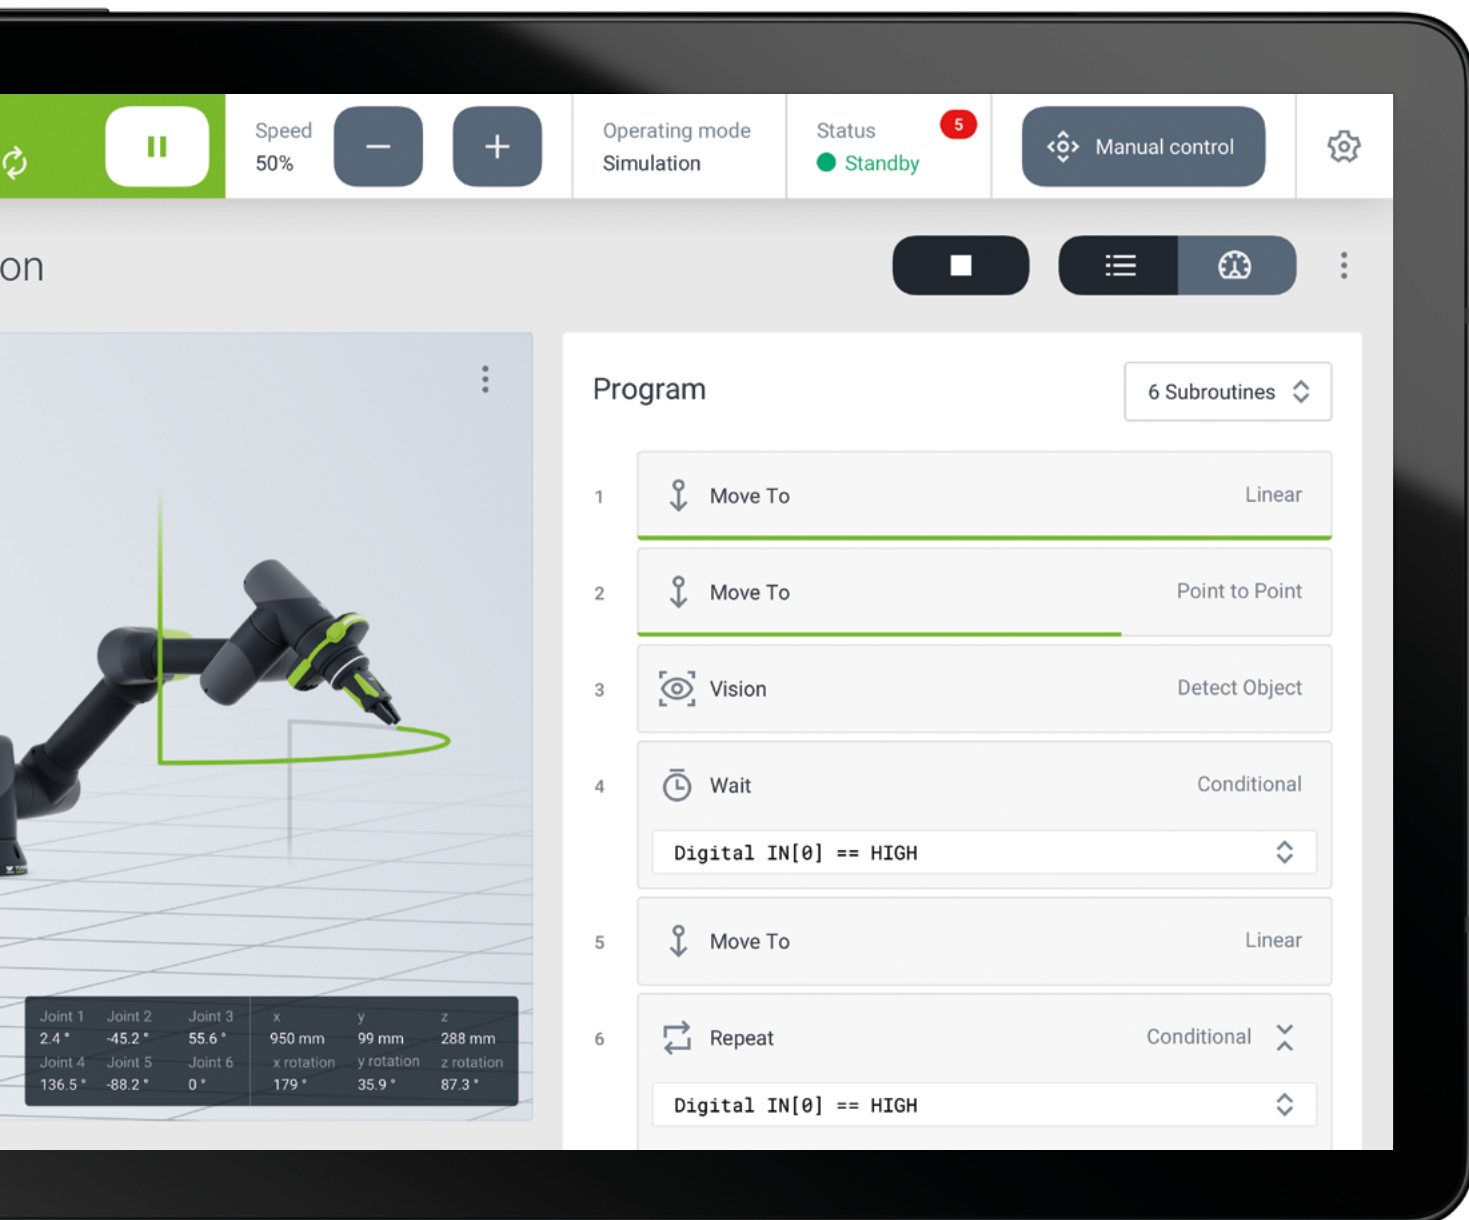 Speed
50%
Operating mode
Simulation
Status
5
Standby
Manual control
on
Program
6 Subroutines
1
Move To
Linear
2
Move To
Point to Point
3
Vision
Detect Object
4
Wait
Conditional
Digital IN[0] == HIGH
5
Move To
Linear
6
Repeat
Conditional
Digital IN[0] == HIGH
Joint 1 Joint 2 Joint 3 x y z
2.4 ° -45.2 ° 55.6 ° 950 mm 99 mm 288 mm
Joint 4 Joint 5 Joint 6 x rotation y rotation z rotation
136.5 ° -88.2 ° 0 ° 179 ° 35.9 ° 87.3 °